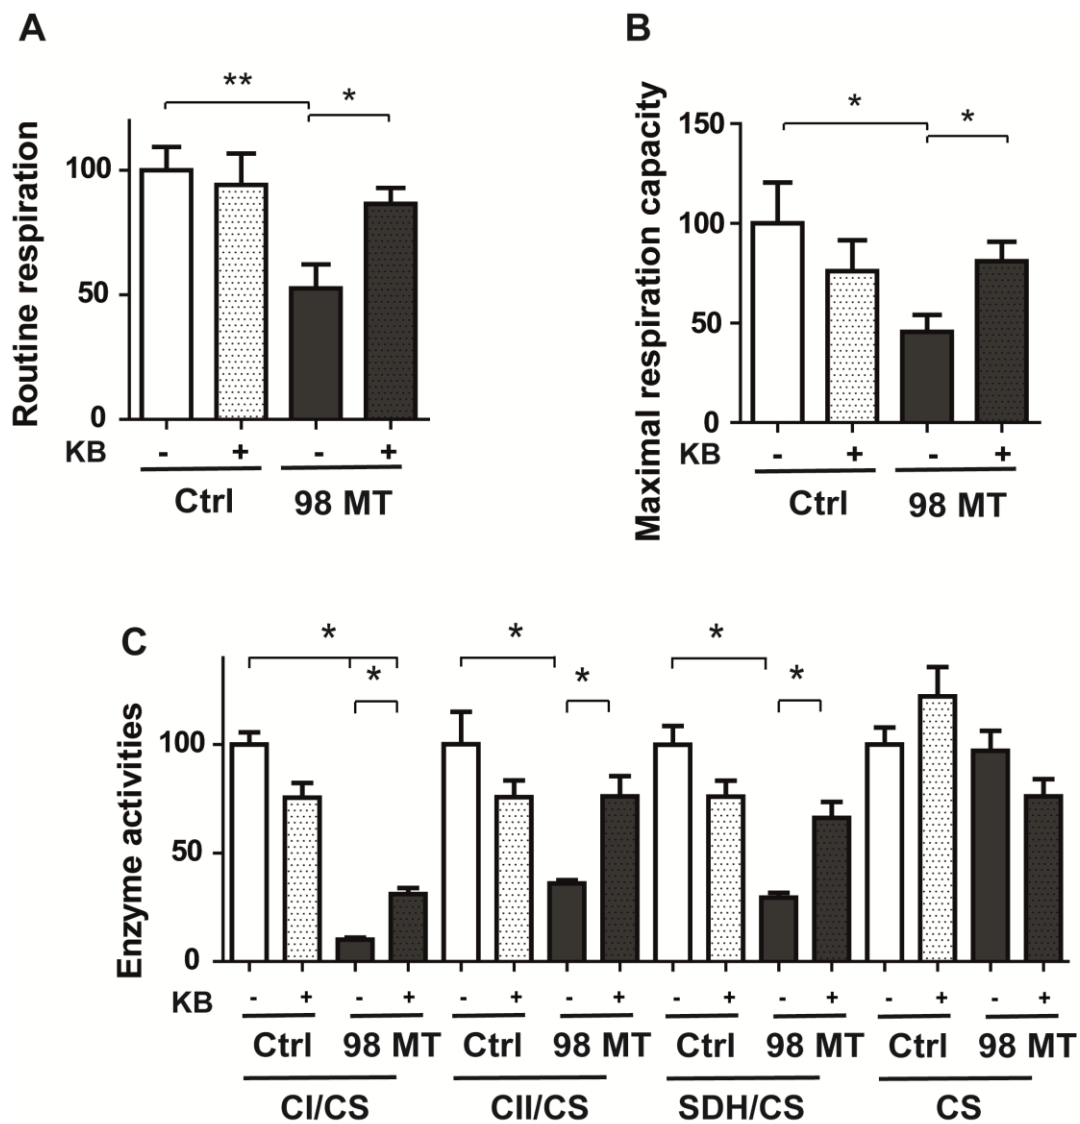 A
Routine respiration
**
*
100
50
0
KB - + - +
Ctrl 98 MT
B
Maximal respiration capacity
*
*
150
100
50
0
KB - + - +
Ctrl 98 MT
C
Enzyme activities
* * *
* * *
100
50
0
KB - + - + - + - + - + - + - + - +
Ctrl 98 MT Ctrl 98 MT Ctrl 98 MT Ctrl 98 MT
CI/CS CII/CS SDH/CS CS